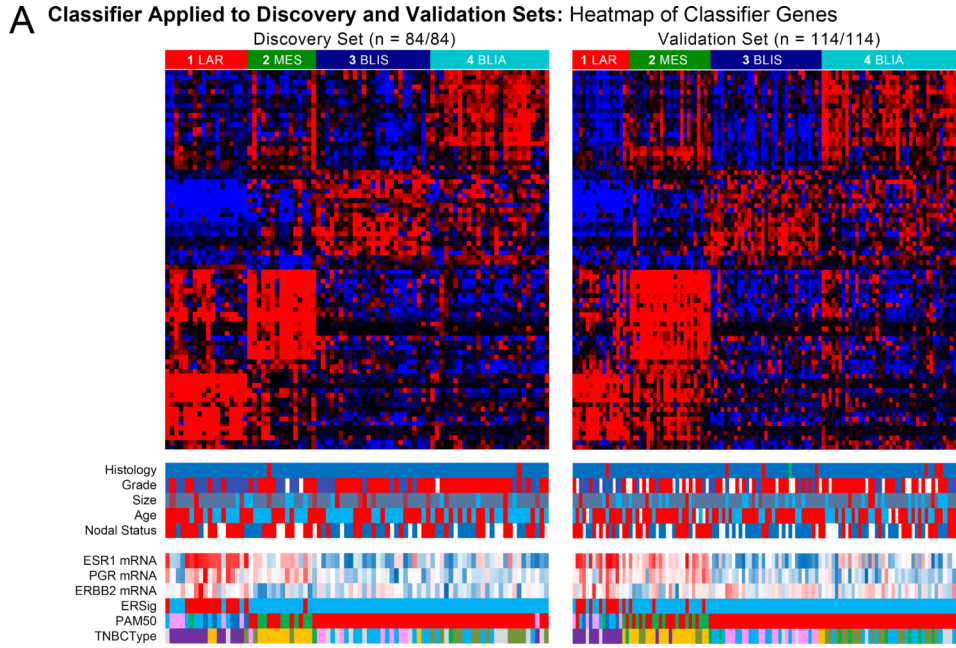 A Classifier Applied to Discovery and Validation Sets: Heatmap of Classifier Genes
Discovery Set (n = 84/84)
Validation Set (n = 114/114)
1 LAR 2 MES 3 BLIS 4 BLIA
1 LAR 2 MES 3 BLIS 4 BLIA
Histology
Grade
Size
Age
Nodal Status
ESR1 mRNA
PGR mRNA
ERBB2 mRNA
ERSig
PAM50
TNBCType